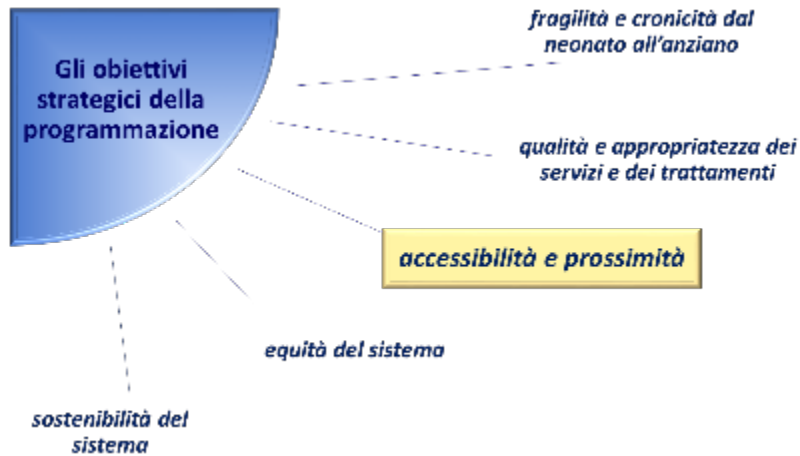 Gli obiettivi
strategici della
programmazione
fragilità e cronicità dal
neonato all'anziano
qualità e appropriatezza dei
servizi e dei trattamenti
accessibilità e prossimità
equità del sistema
sostenibilità del
sistema